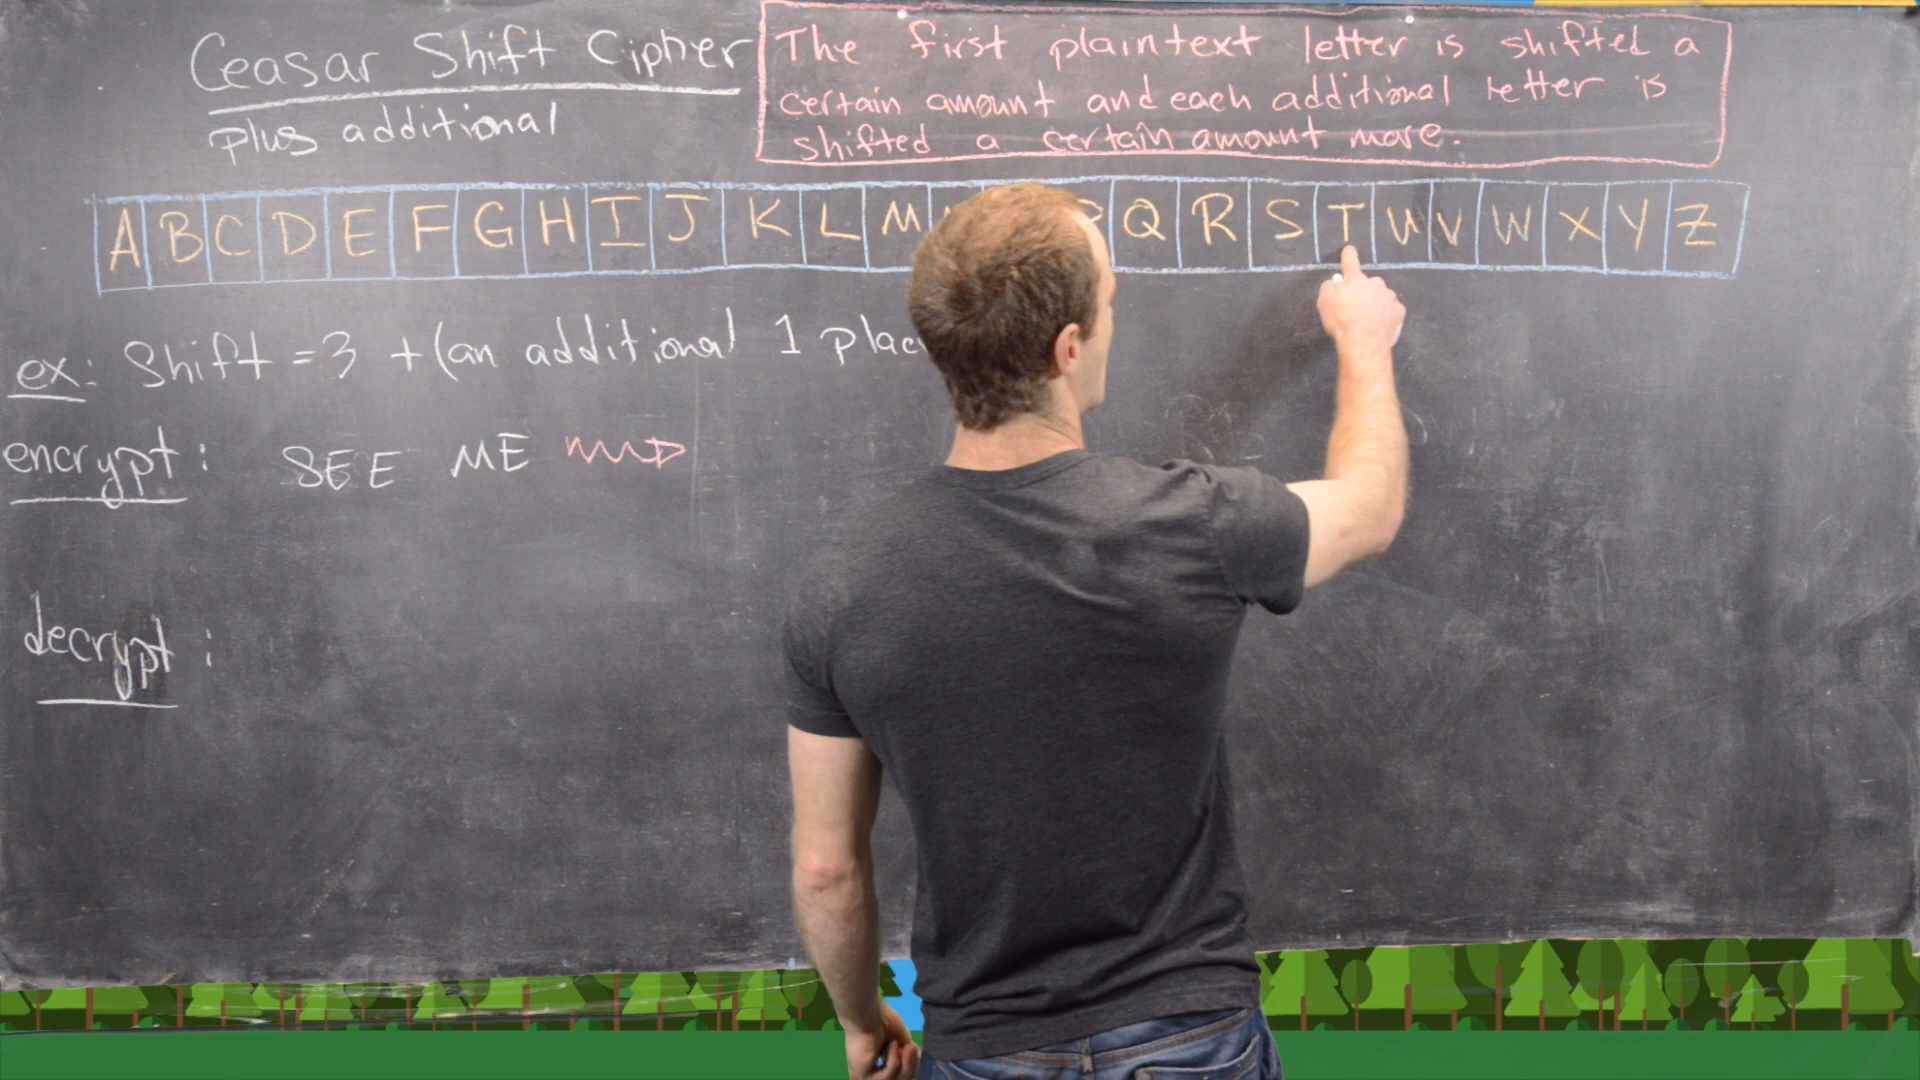 Ceasar Shift Cipher
plus additional
The first plaintext letter is shifted a
certain amount and each additional letter is
shifted a certain amount more.
A B C D E F G H I J K L M Q R S T U V W X Y Z
ex: Shift = 3 + (an additional 1
encrypt: SEE ME
decrypt: